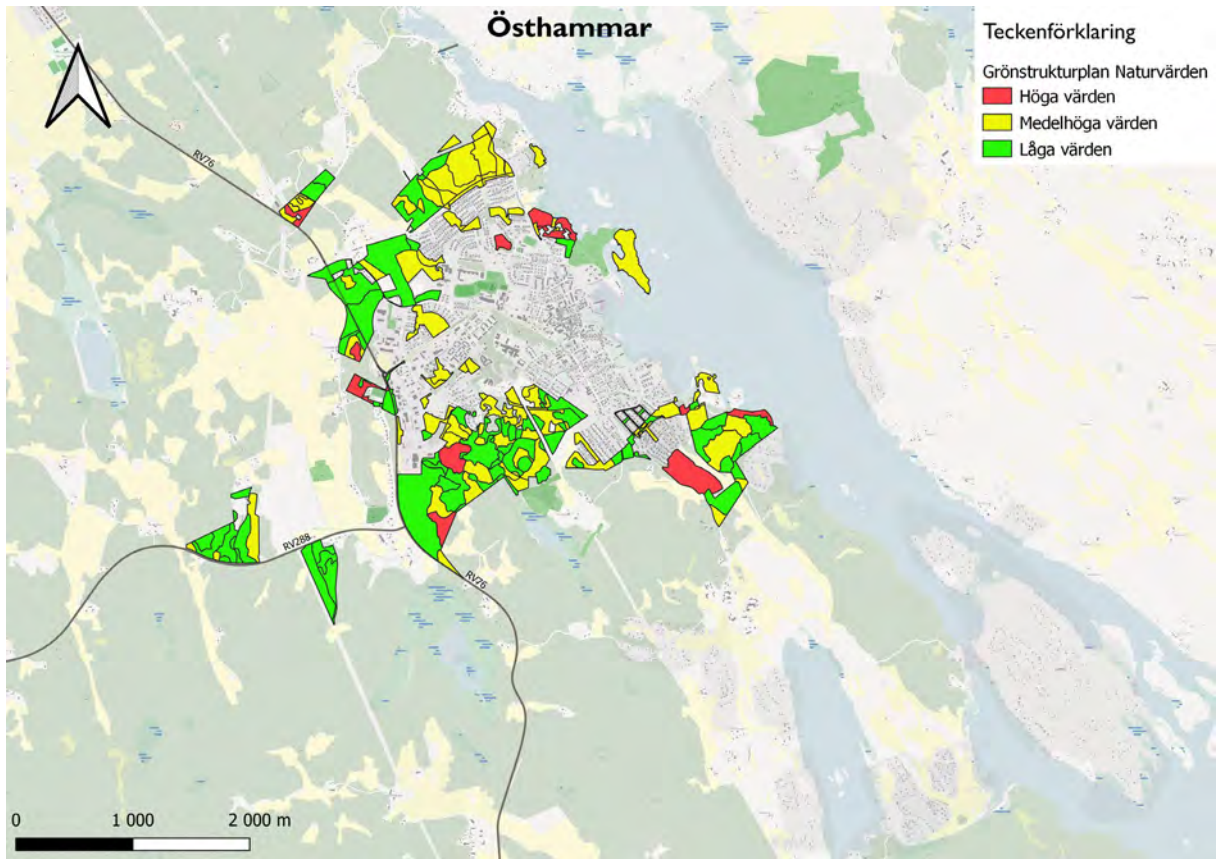 Östhammar
Teckenförklaring
Grönstrukturplan Naturvärden
Höga värden
Medelhöga värden
Låga värden
RV76
RV288
RV76
0 1 000 2 000 m